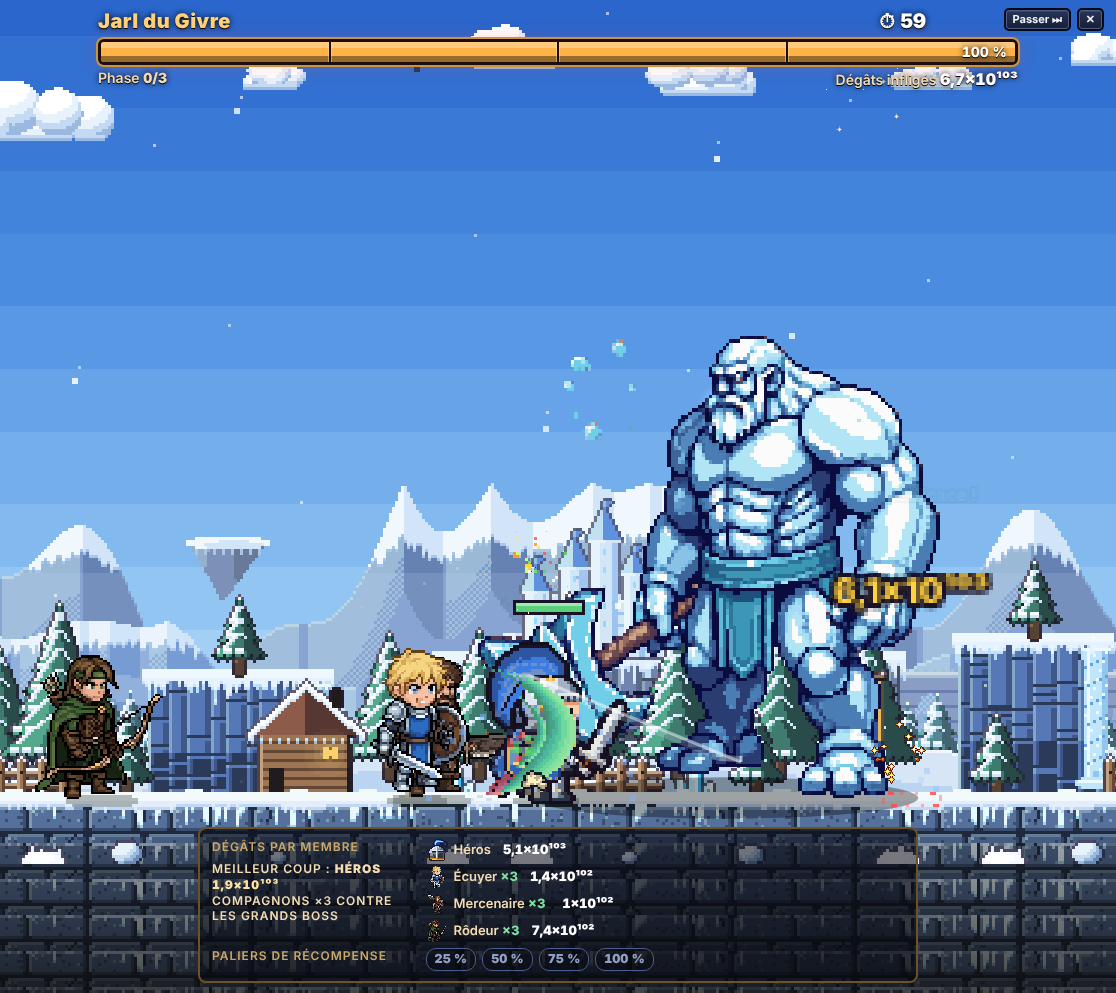 Jarl du Givre
⏱ 59
Passer ⏭
✕
100 %
Phase 0/3
Dégâts infligés 6,7×10¹⁰³
6,1×10¹⁰³
DÉGÂTS PAR MEMBRE
MEILLEUR COUP : HÉROS
1,9×10¹⁰³
COMPAGNONS ×3 CONTRE
LES GRANDS BOSS
Héros 5,1×10¹⁰³
Écuyer ×3 1,4×10¹⁰²
Mercenaire ×3 1×10¹⁰²
Rôdeur ×3 7,4×10¹⁰²
PALIERS DE RÉCOMPENSE
25 % 50 % 75 % 100 %